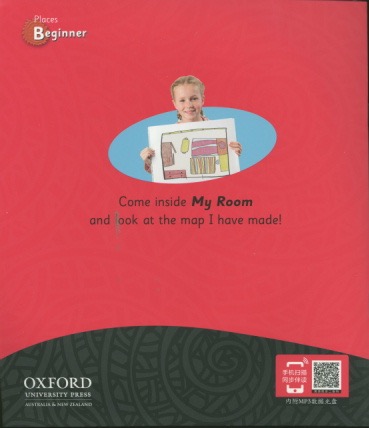 Places
Beginner
Come inside My Room
and look at the map I have made!
OXFORD
UNIVERSITY PRESS
AUSTRALIA & NEW ZEALAND
手机扫描
同步伴读
内附MP3数据光盘